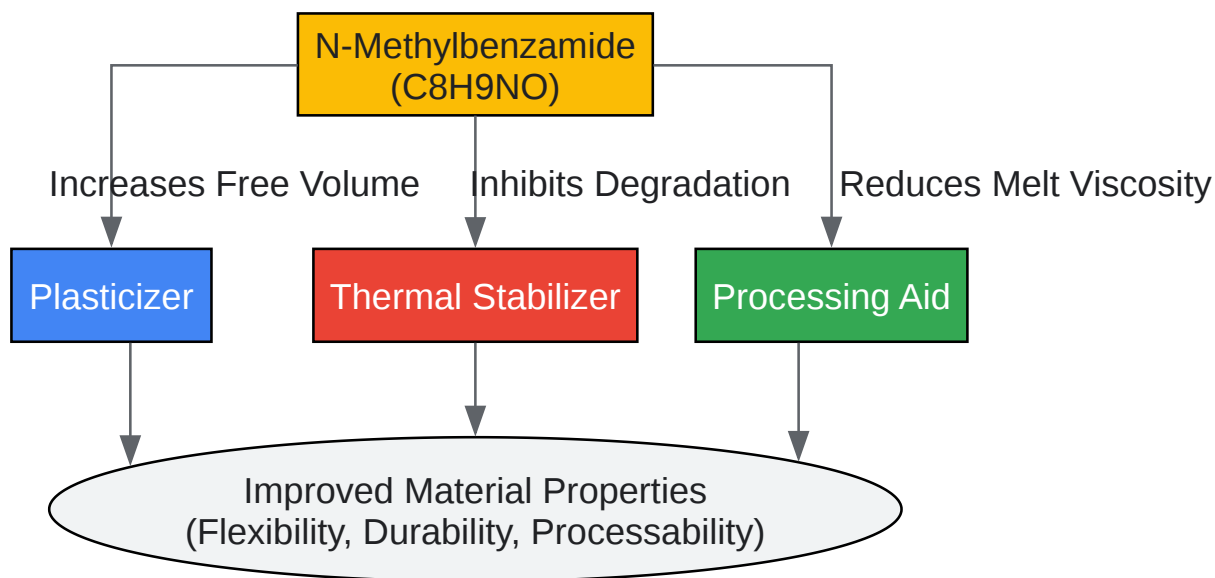 N-Methylbenzamide
(C8H9NO)
Increases Free Volume
Inhibits Degradation
Reduces Melt Viscosity
Plasticizer
Thermal Stabilizer
Processing Aid
Improved Material Properties
(Flexibility, Durability, Processability)